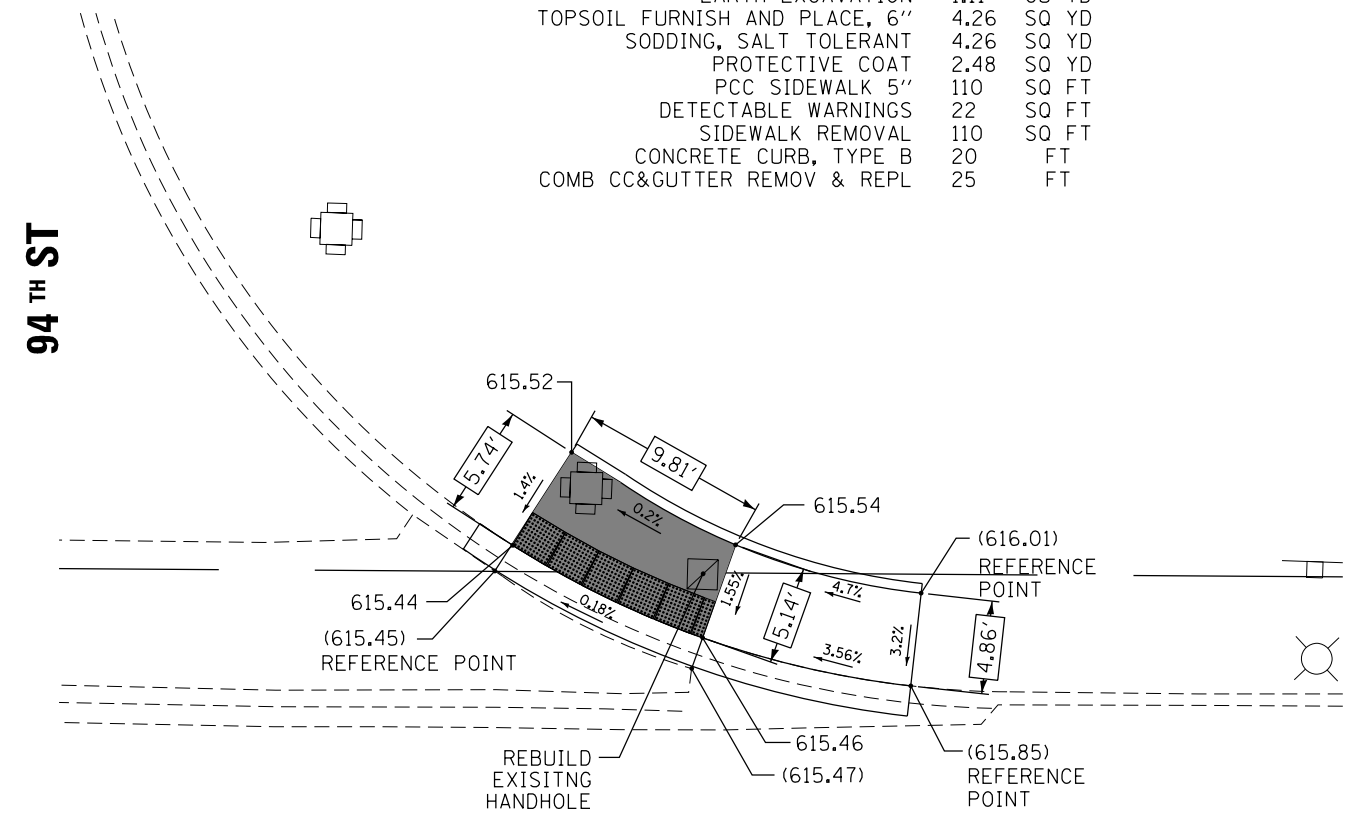 TOPSOIL FURNISH AND PLACE, 6" 4.26 SQ YD
SODDING, SALT TOLERANT 4.26 SQ YD
PROTECTIVE COAT 2.48 SQ YD
PCC SIDEWALK 5" 110 SQ FT
DETECTABLE WARNINGS 22 SQ FT
SIDEWALK REMOVAL 110 SQ FT
CONCRETE CURB, TYPE B 20 FT
COMB CC&GUTTER REMOV & REPL 25 FT
94 TH ST
615.52
5.74'
9.81'
1.4%
0.2%
615.54
(616.01)
REFERENCE
POINT
1.55%
4.7%
5.14'
615.44
0.18%
3.56%
3.2%
4.86'
(615.45)
REFERENCE POINT
615.46
(615.47)
(615.85)
REFERENCE
POINT
REBUILD
EXISITNG
HANDHOLE